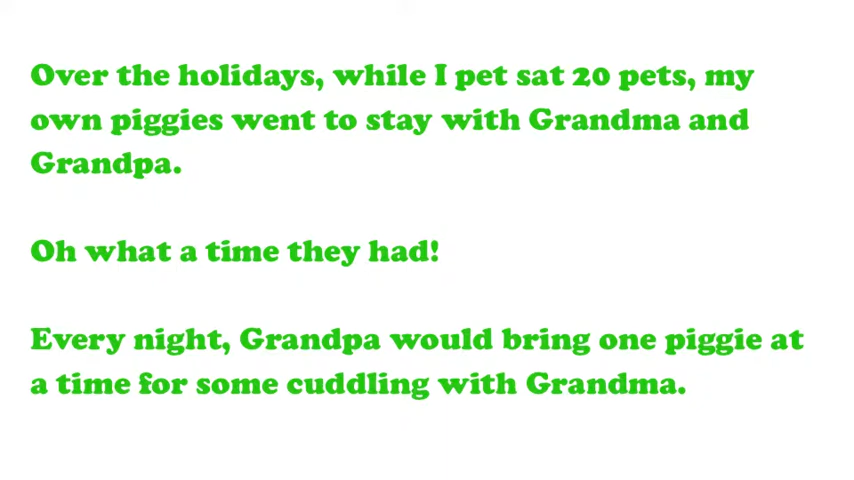 Over the holidays, while I pet sat 20 pets, my
own piggies went to stay with Grandma and
Grandpa.
Oh what a time they had!
Every night, Grandpa would bring one piggie at
a time for some cuddling with Grandma.